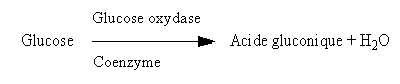 Glucose oxydase
Glucose Acide gluconique + H₂O
Coenzyme